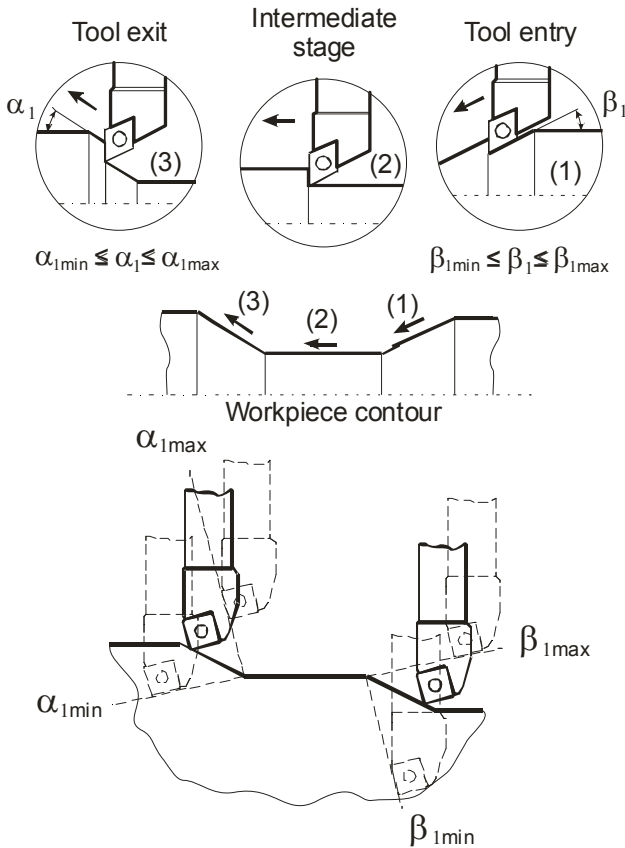 Tool exit
Intermediate
stage
Tool entry
α₁
(3)
(2)
β₁
(1)
α₁min ≦ α₁ ≦ α₁max
β₁min ≦ β₁ ≦ β₁max
(3)
(2)
(1)
Workpiece contour
α₁max
β₁max
α₁min
β₁min